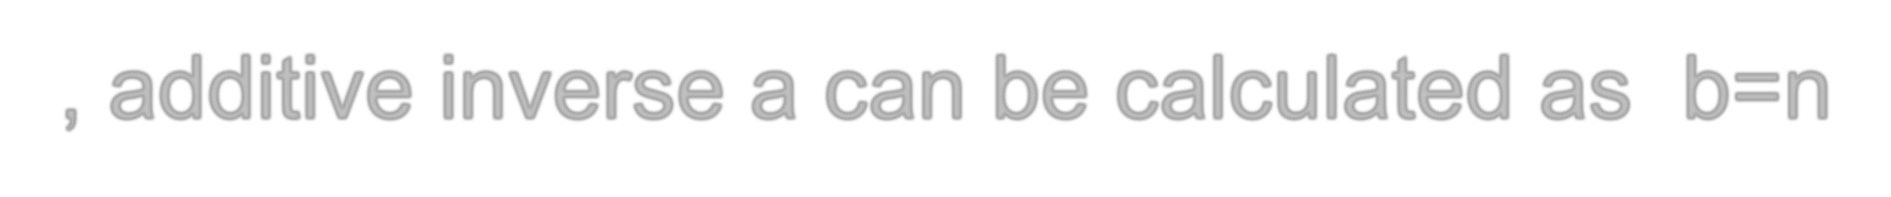 , additive inverse a can be calculated as  b=n